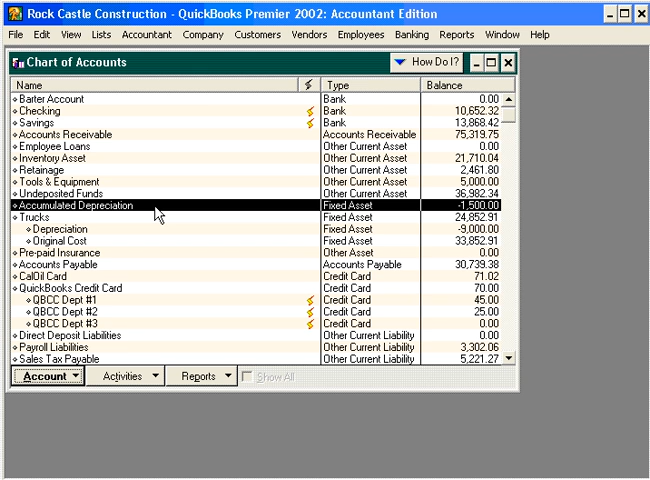 Rock Castle Construction - QuickBooks Premier 2002: Accountant Edition
File Edit View Lists Accountant Company Customers Vendors Employees Banking Reports Window Help
Chart of Accounts How Do I?
Name Type Balance
Barter Account Bank 0.00
Checking Bank 10,652.32
Savings Bank 13,868.42
Accounts Receivable Accounts Receivable 75,319.75
Employee Loans Other Current Asset 0.00
Inventory Asset Other Current Asset 21,710.04
Retainage Other Current Asset 2,461.80
Tools & Equipment Other Current Asset 5,000.00
Undeposited Funds Other Current Asset 36,982.34
Accumulated Depreciation Fixed Asset -1,500.00
Trucks Fixed Asset 24,852.91
Depreciation Fixed Asset -9,000.00
Original Cost Fixed Asset 33,852.91
Pre-paid Insurance Other Asset 0.00
Accounts Payable Accounts Payable 30,739.38
CalOil Card Credit Card 71.02
QuickBooks Credit Card Credit Card 70.00
QBCC Dept #1 Credit Card 45.00
QBCC Dept #2 Credit Card 25.00
QBCC Dept #3 Credit Card 0.00
Direct Deposit Liabilities Other Current Liability 0.00
Payroll Liabilities Other Current Liability 3,302.06
Sales Tax Payable Other Current Liability 5,221.27
Account Activities Reports Show All